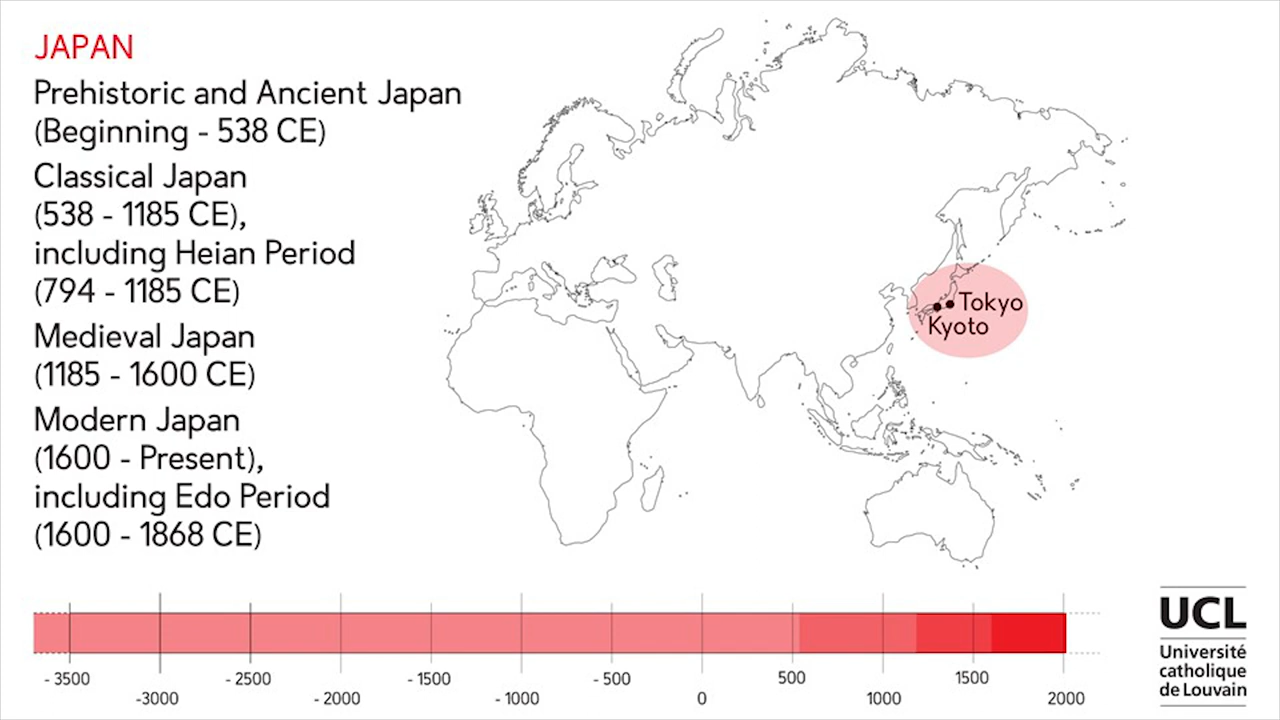 JAPAN
Prehistoric and Ancient Japan
(Beginning - 538 CE)
Classical Japan
(538 - 1185 CE),
including Heian Period
(794 - 1185 CE)
Medieval Japan
(1185 - 1600 CE)
Modern Japan
(1600 - Present),
including Edo Period
(1600 - 1868 CE)
Tokyo
Kyoto
- 3500
-3000
- 2500
- 2000
- 1500
- 1000
- 500
0
500
1000
1500
2000
UCL
Université
catholique
de Louvain